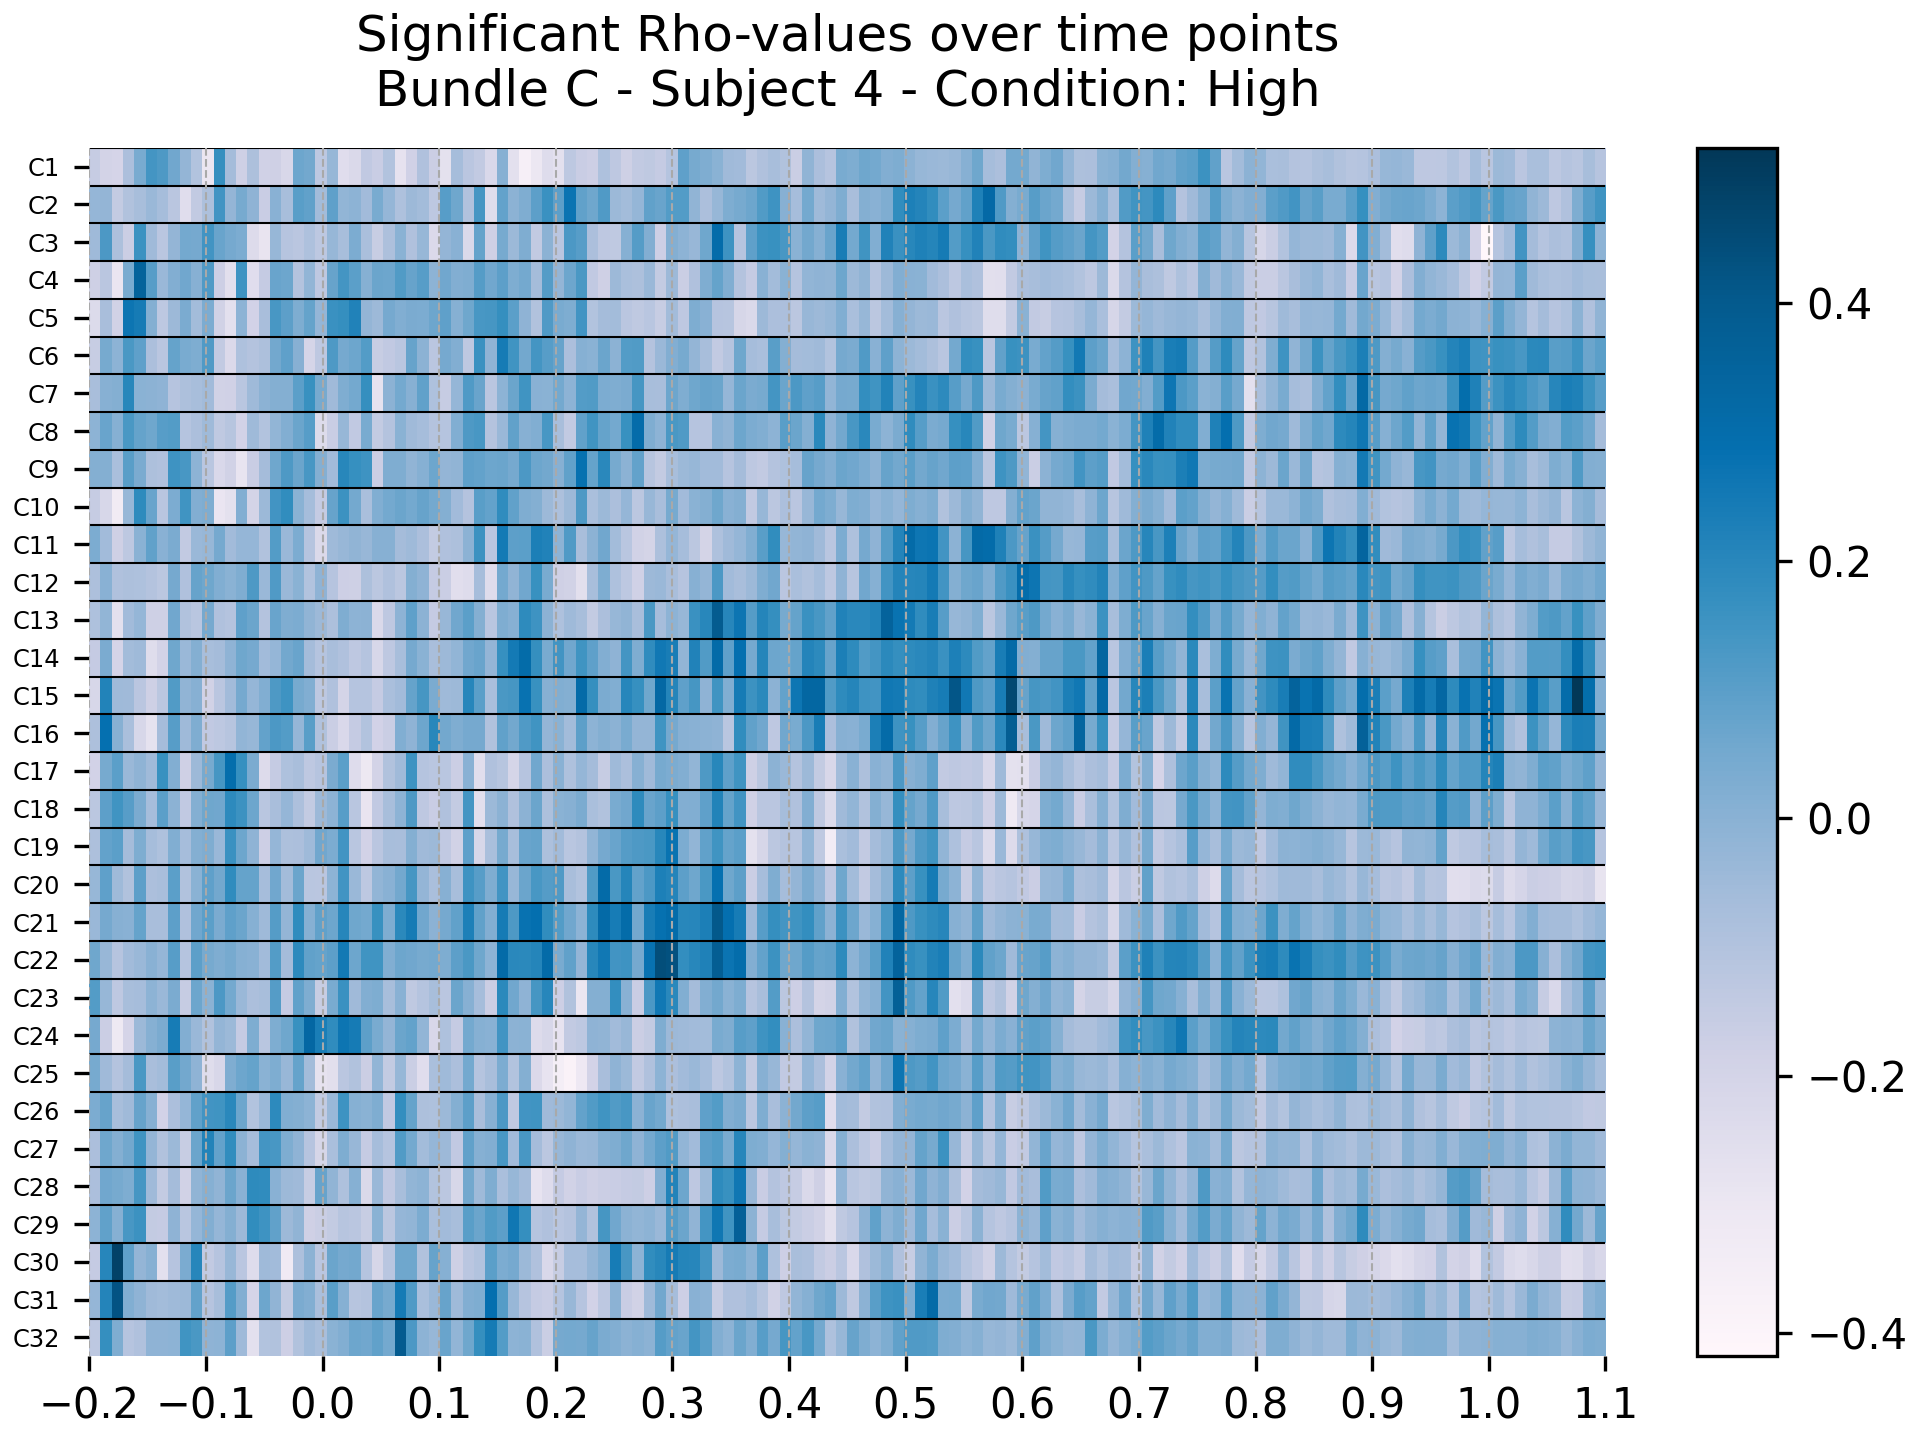 Significant Rho-values over time points
Bundle C - Subject 4 - Condition: High
C1
C2
C3
C4
C5
C6
C7
C8
C9
C10
C11
C12
C13
C14
C15
C16
C17
C18
C19
C20
C21
C22
C23
C24
C25
C26
C27
C28
C29
C30
C31
C32
−0.2 −0.1 0.0 0.1 0.2 0.3 0.4 0.5 0.6 0.7 0.8 0.9 1.0 1.1
0.4
0.2
0.0
−0.2
−0.4